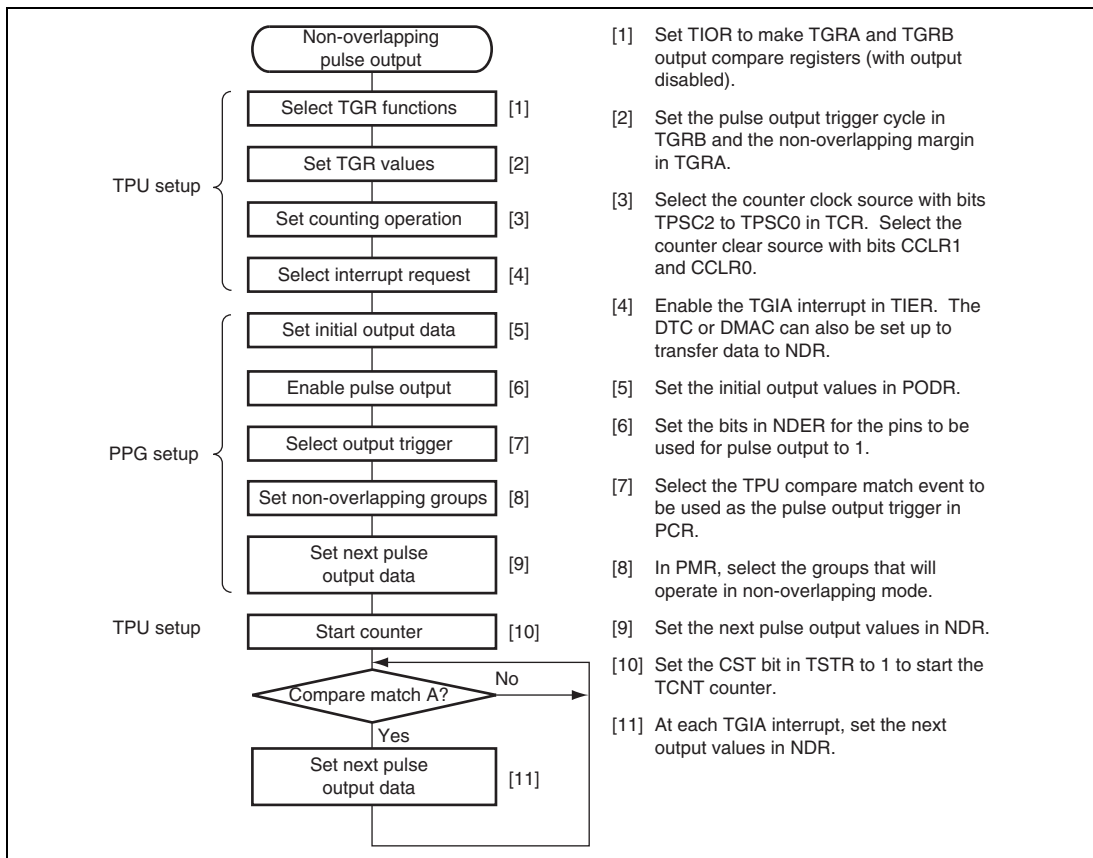 Non-overlapping
pulse output
TPU setup
Select TGR functions [1]
Set TGR values [2]
Set counting operation [3]
Select interrupt request [4]
PPG setup
Set initial output data [5]
Enable pulse output [6]
Select output trigger [7]
Set non-overlapping groups [8]
Set next pulse
output data [9]
TPU setup
Start counter [10]
Compare match A?
No
Yes
Set next pulse
output data [11]
[1] Set TIOR to make TGRA and TGRB
output compare registers (with output
disabled).
[2] Set the pulse output trigger cycle in
TGRB and the non-overlapping margin
in TGRA.
[3] Select the counter clock source with bits
TPSC2 to TPSC0 in TCR. Select the
counter clear source with bits CCLR1
and CCLR0.
[4] Enable the TGIA interrupt in TIER. The
DTC or DMAC can also be set up to
transfer data to NDR.
[5] Set the initial output values in PODR.
[6] Set the bits in NDER for the pins to be
used for pulse output to 1.
[7] Select the TPU compare match event to
be used as the pulse output trigger in
PCR.
[8] In PMR, select the groups that will
operate in non-overlapping mode.
[9] Set the next pulse output values in NDR.
[10] Set the CST bit in TSTR to 1 to start the
TCNT counter.
[11] At each TGIA interrupt, set the next
output values in NDR.